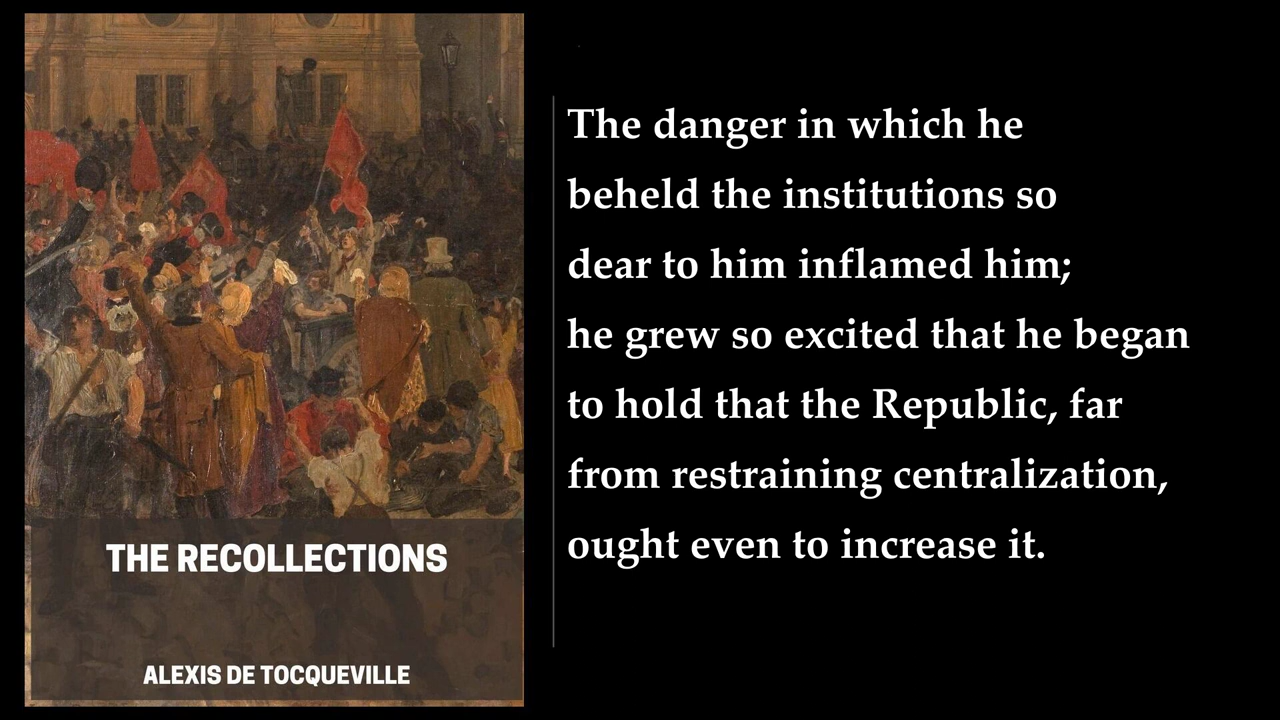 THE RECOLLECTIONS
ALEXIS DE TOCQUEVILLE
The danger in which he
beheld the institutions so
dear to him inflamed him;
he grew so excited that he began
to hold that the Republic, far
from restraining centralization,
ought even to increase it.